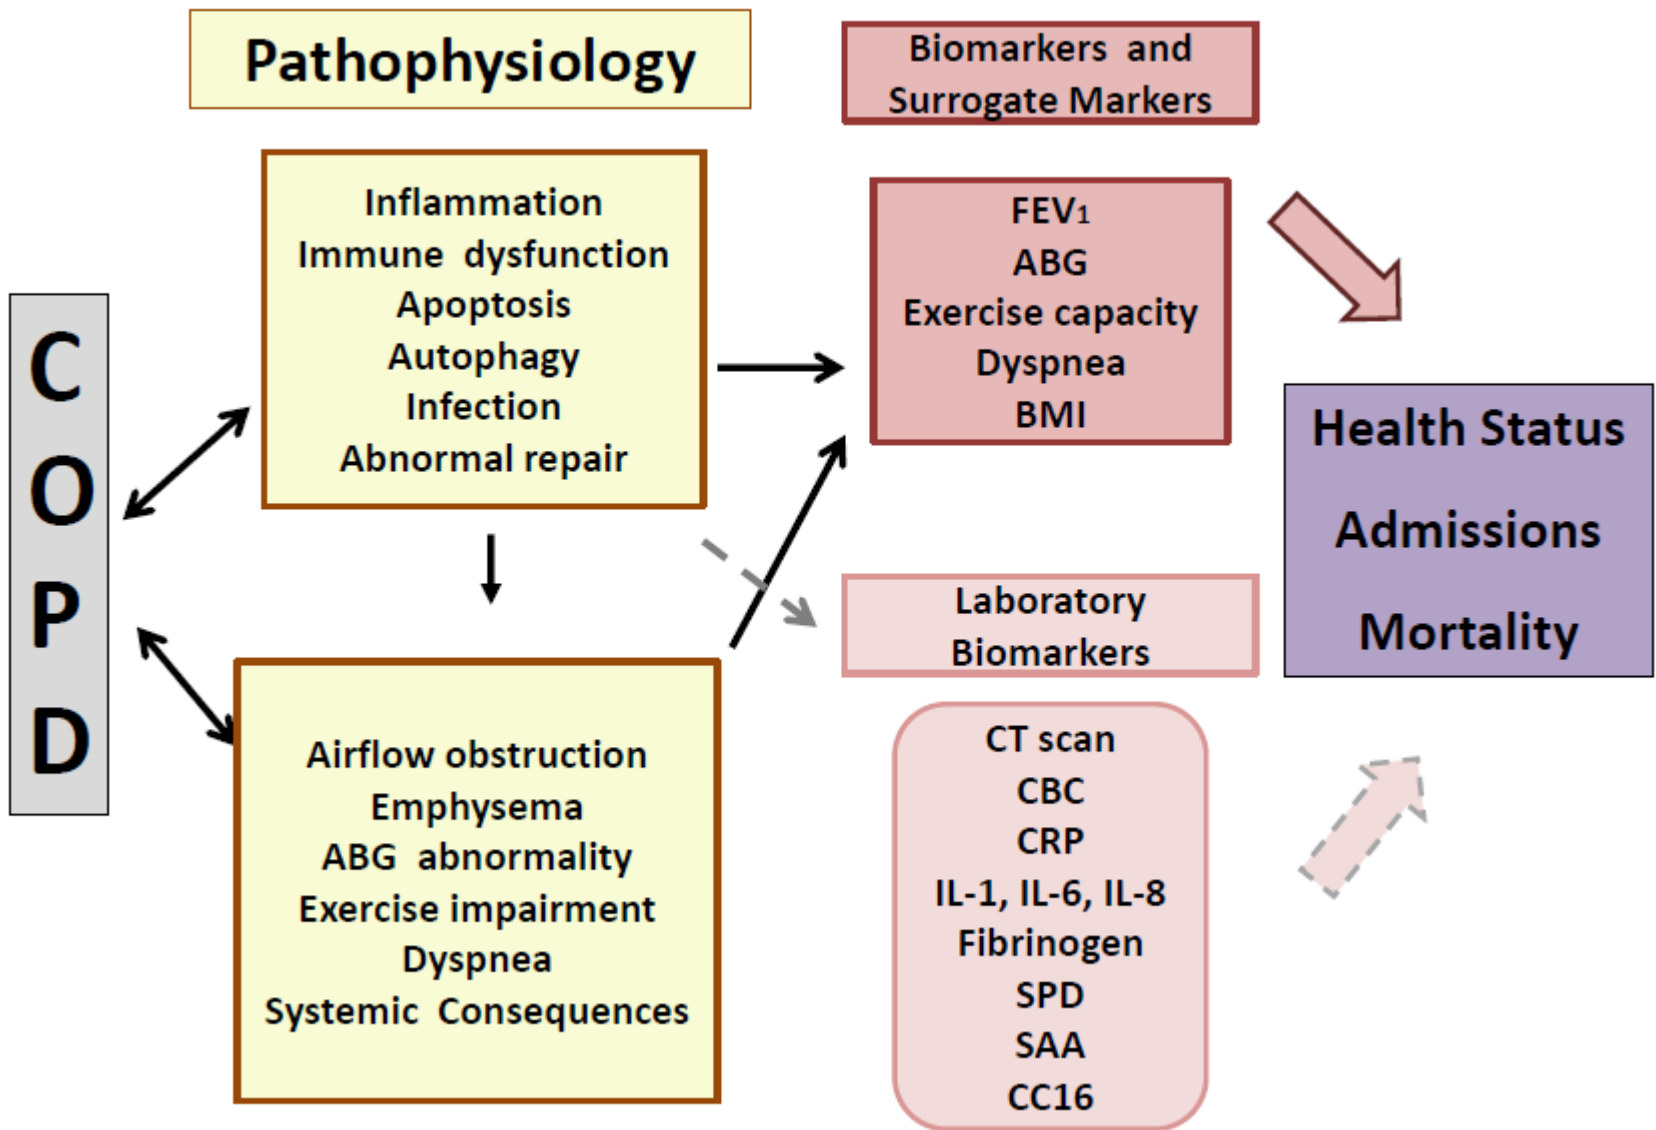 C
O
P
D
Pathophysiology
Inflammation
Immune dysfunction
Apoptosis
Autophagy
Infection
Abnormal repair
Airflow obstruction
Emphysema
ABG abnormality
Exercise impairment
Dyspnea
Systemic Consequences
Biomarkers and
Surrogate Markers
FEV₁
ABG
Exercise capacity
Dyspnea
BMI
Laboratory
Biomarkers
CT scan
CBC
CRP
IL-1, IL-6, IL-8
Fibrinogen
SPD
SAA
CC16
Health Status
Admissions
Mortality